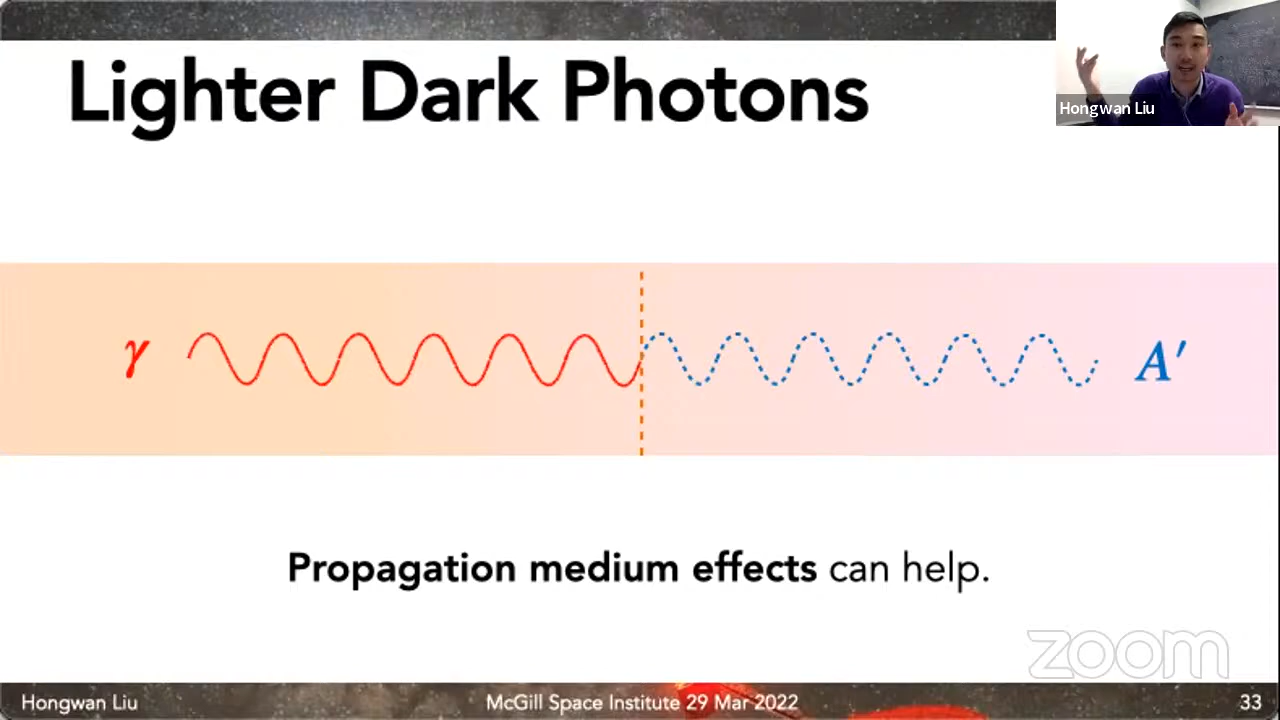 Lighter Dark Photons
Hongwan Liu
γ
A′
Propagation medium effects can help.
zoom
Hongwan Liu
McGill Space Institute 29 Mar 2022
33